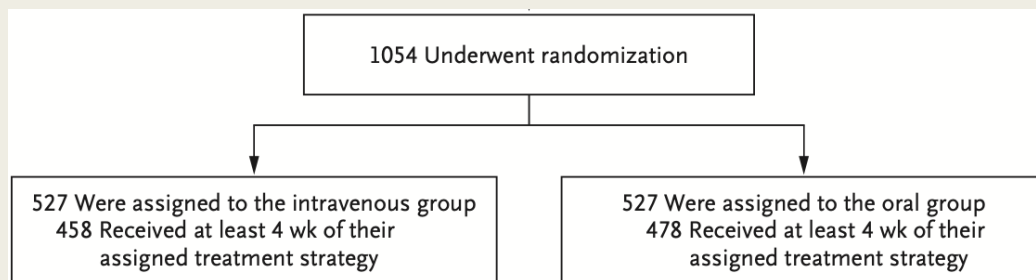 1054 Underwent randomization
527 Were assigned to the intravenous group
458 Received at least 4 wk of their
assigned treatment strategy
527 Were assigned to the oral group
478 Received at least 4 wk of their
assigned treatment strategy